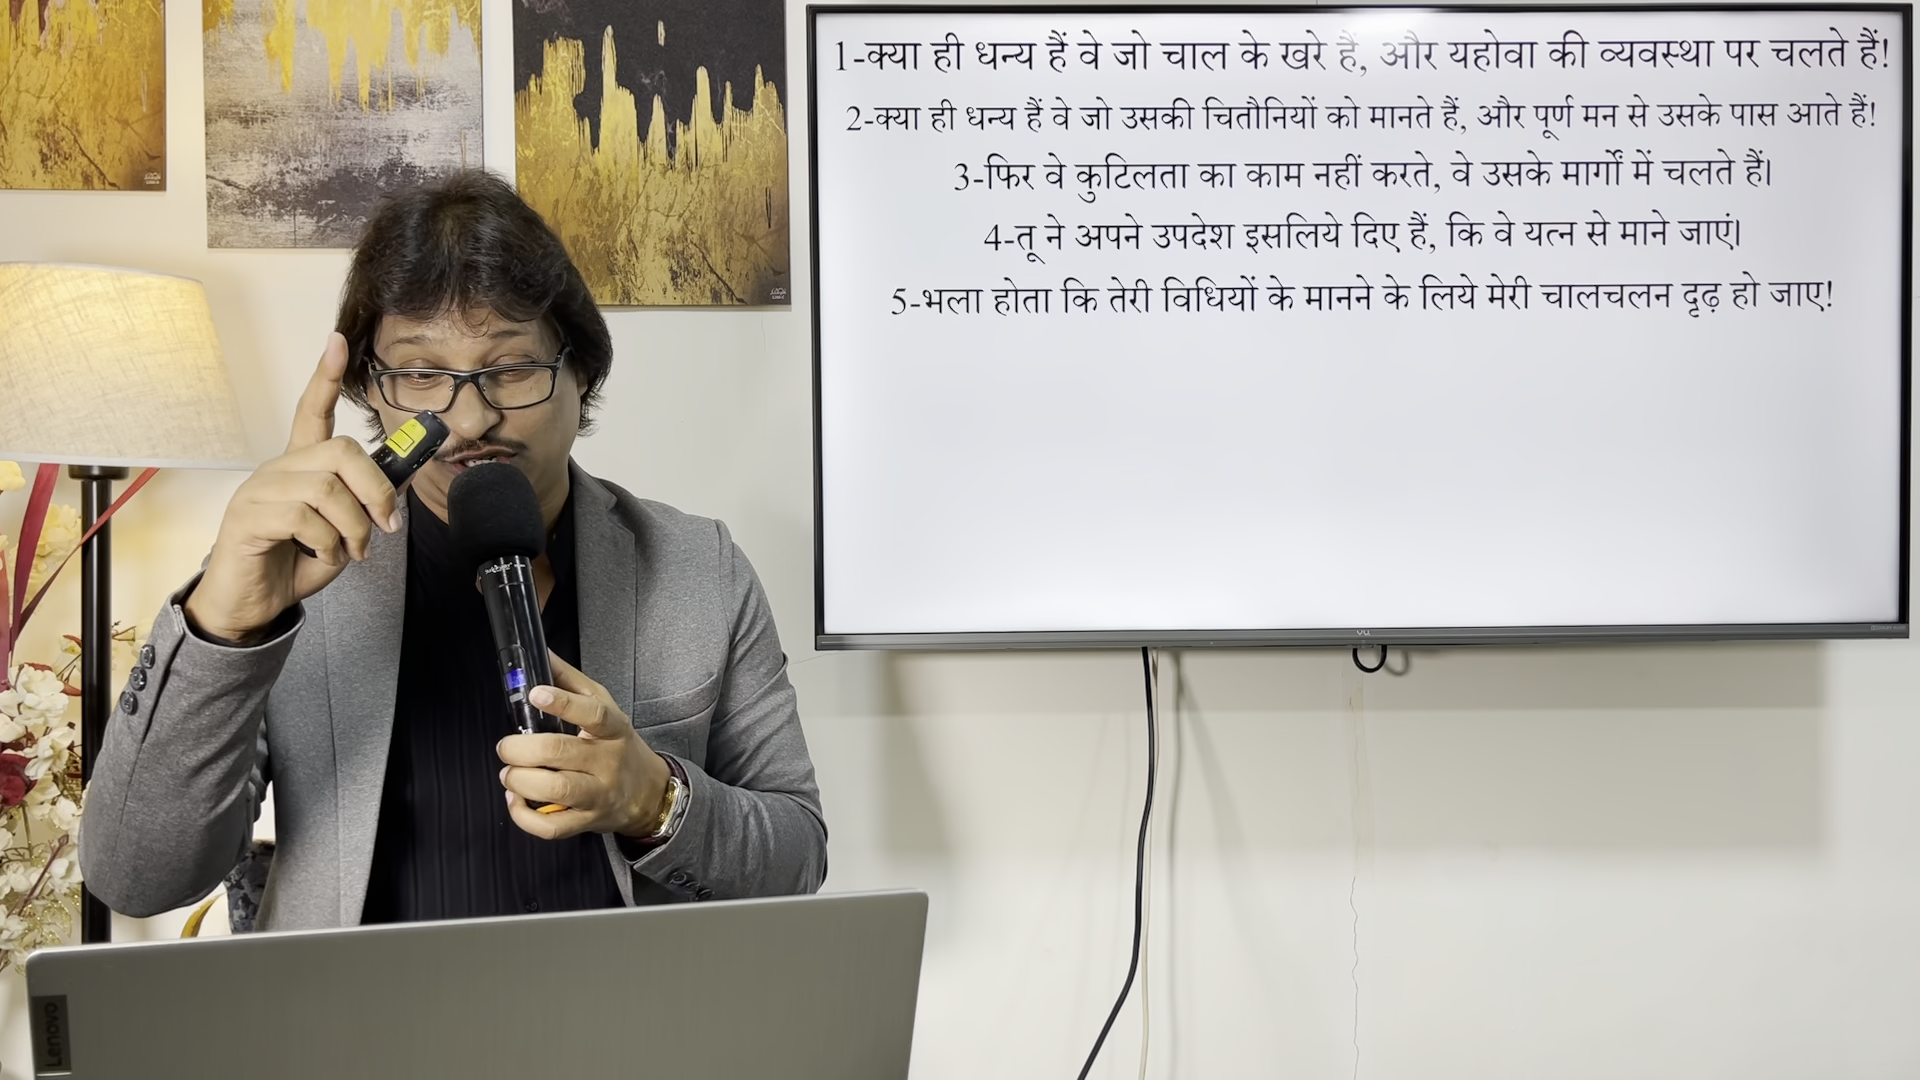 1-क्या ही धन्य हैं वे जो चाल के खरे हैं, और यहोवा की व्यवस्था पर चलते हैं!
2-क्या ही धन्य हैं वे जो उसकी चितौनियों को मानते हैं, और पूर्ण मन से उसके पास आते हैं!
3-फिर वे कुटिलता का काम नहीं करते, वे उसके मार्गों में चलते हैं।
4-तू ने अपने उपदेश इसलिये दिए हैं, कि वे यत्न से माने जाएं।
5-भला होता कि तेरी विधियों के मानने के लिये मेरी चालचलन दृढ़ हो जाए!
Lenovo